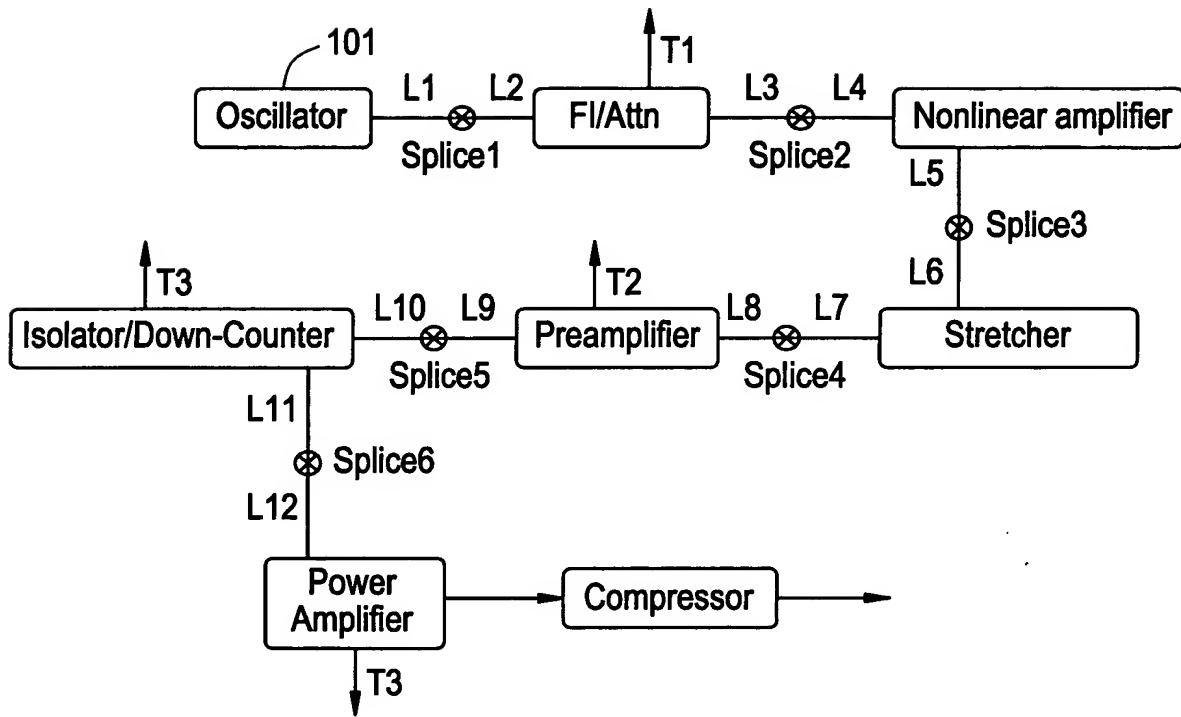 101
T1
L1 L2 L3 L4
Oscillator FI/Attn Nonlinear amplifier
Splice1 Splice2
L5
Splice3
L6
T3 T2
L10 L9 L8 L7
Isolator/Down-Counter Preamplifier Stretcher
Splice5 Splice4
L11
Splice6
L12
Power
Amplifier
Compressor
T3